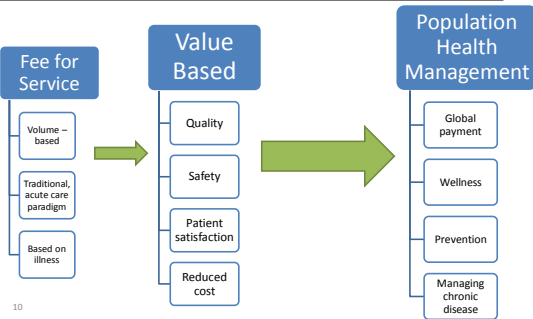 Fee for
Service
Volume –
based
Traditional,
acute care
paradigm
Based on
illness
Value
Based
Quality
Safety
Patient
satisfaction
Reduced
cost
Population
Health
Management
Global
payment
Wellness
Prevention
Managing
chronic
disease
10